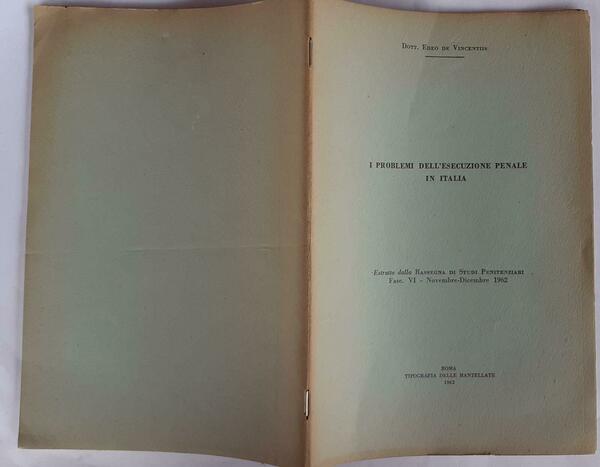 Dott. Ebeo de Vincentiis
I PROBLEMI DELL'ESECUZIONE PENALE
IN ITALIA
Estratto dalla Rassegna di Studi Penitenziari
Fasc. VI - Novembre-Dicembre 1962
ROMA
TIPOGRAFIA DELLE MANTELLATE
1962